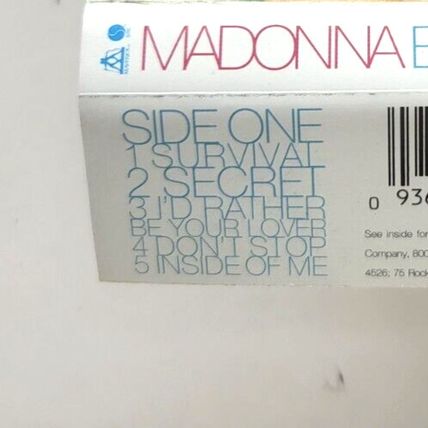 MADONNA
SIDE ONE
1 SURVIVAL
2 SECRET
3 I'D RATHER
BE YOUR LOVER
4 DON'T STOP
5 INSIDE OF ME
0 936
See inside for
Company, 800
4526; 75 Rock